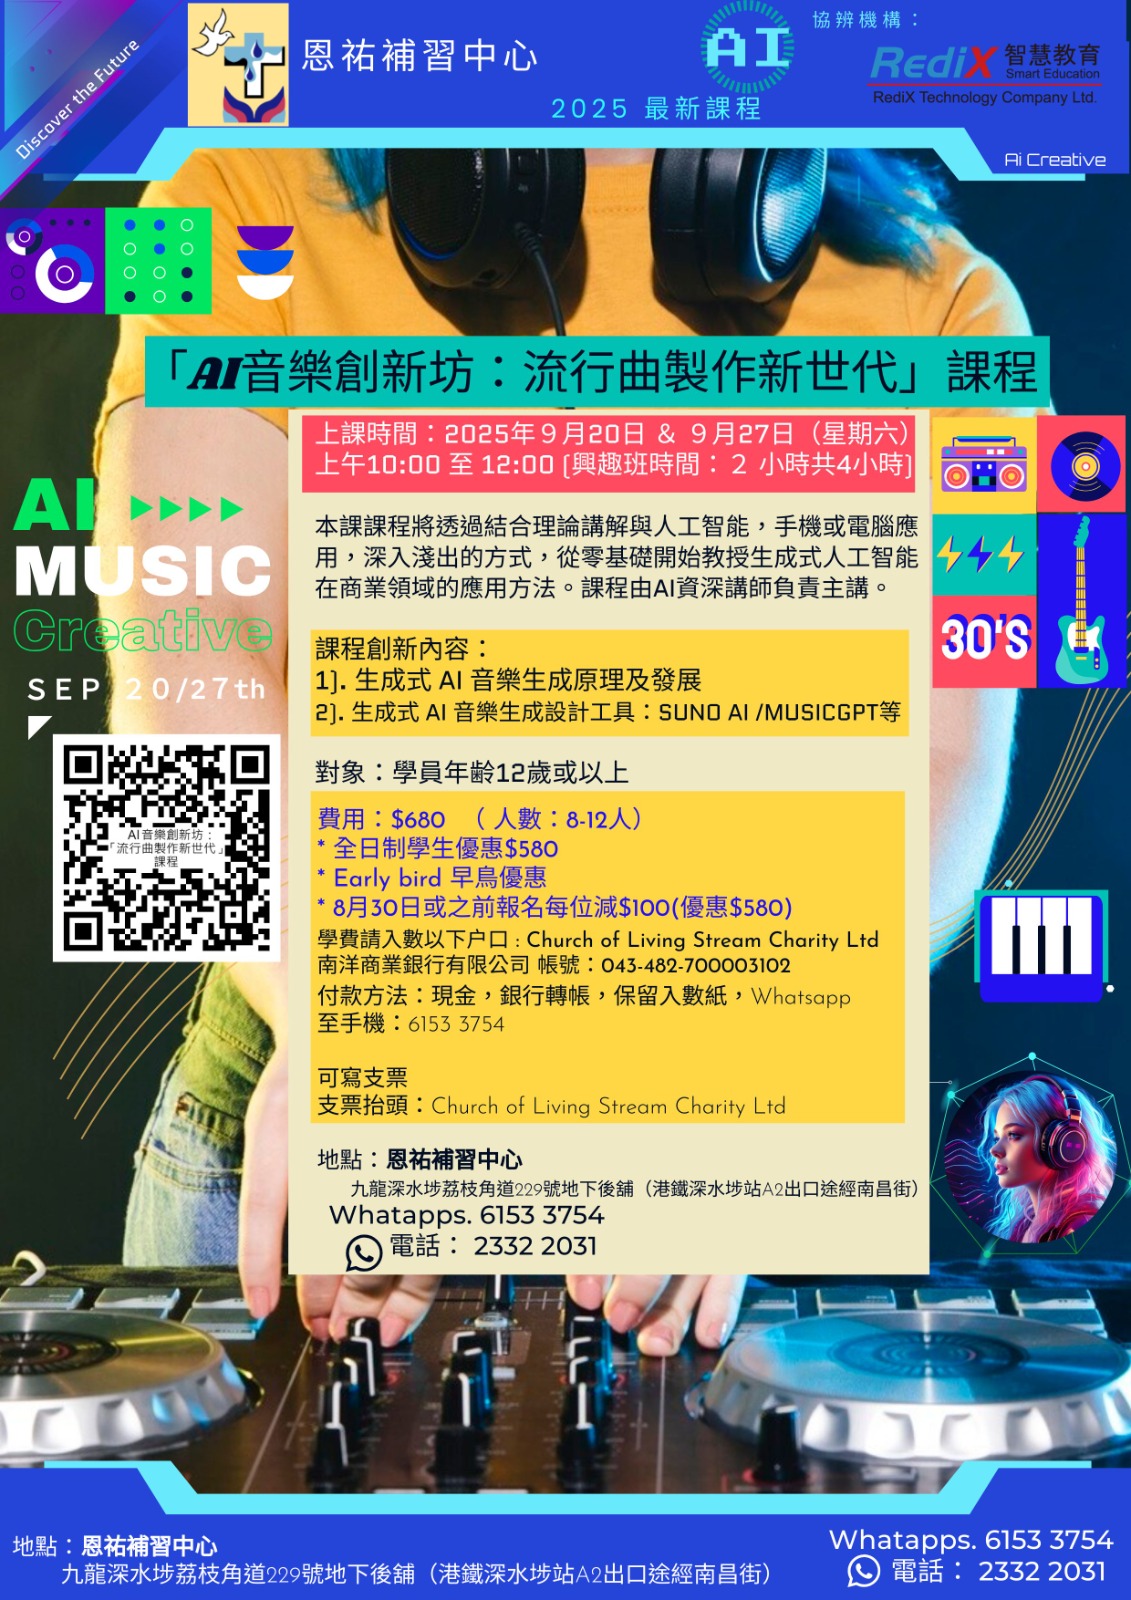 Discover the Future
恩祐補習中心
AI
2025 最新課程
協辨機構：
RediX 智慧教育
Smart Education
RediX Technology Company Ltd.
Ai Creative
「AI音樂創新坊：流行曲製作新世代」課程
上課時間：2025年９月20日 ＆ ９月27日（星期六）
上午10:00 至 12:00 (興趣班時間：２ 小時共4小時)
AI
MUSIC
Creative
SEP 20/27th
AI音樂創新坊：
「流行曲製作新世代」
課程
本課課程將透過結合理論講解與人工智能，手機或電腦應
用，深入淺出的方式，從零基礎開始教授生成式人工智能
在商業領域的應用方法。課程由AI資深講師負責主講。
30'S
課程創新內容：
1). 生成式 AI 音樂生成原理及發展
2). 生成式 AI 音樂生成設計工具：SUNO AI /MUSICGPT等
對象：學員年齡12歲或以上
費用：$680 （ 人數：8-12人）
* 全日制學生優惠$580
* Early bird 早鳥優惠
* 8月30日或之前報名每位減$100(優惠$580)
學費請入數以下户口 : Church of Living Stream Charity Ltd
南洋商業銀行有限公司 帳號：043-482-700003102
付款方法：現金，銀行轉帳，保留入數紙，Whatsapp
至手機：6153 3754
可寫支票
支票抬頭：Church of Living Stream Charity Ltd
地點：恩祐補習中心
九龍深水埗荔枝角道229號地下後舖（港鐵深水埗站A2出口途經南昌街）
Whatapps. 6153 3754
電話： 2332 2031
地點：恩祐補習中心
九龍深水埗荔枝角道229號地下後舖（港鐵深水埗站A2出口途經南昌街）
Whatapps. 6153 3754
電話： 2332 2031